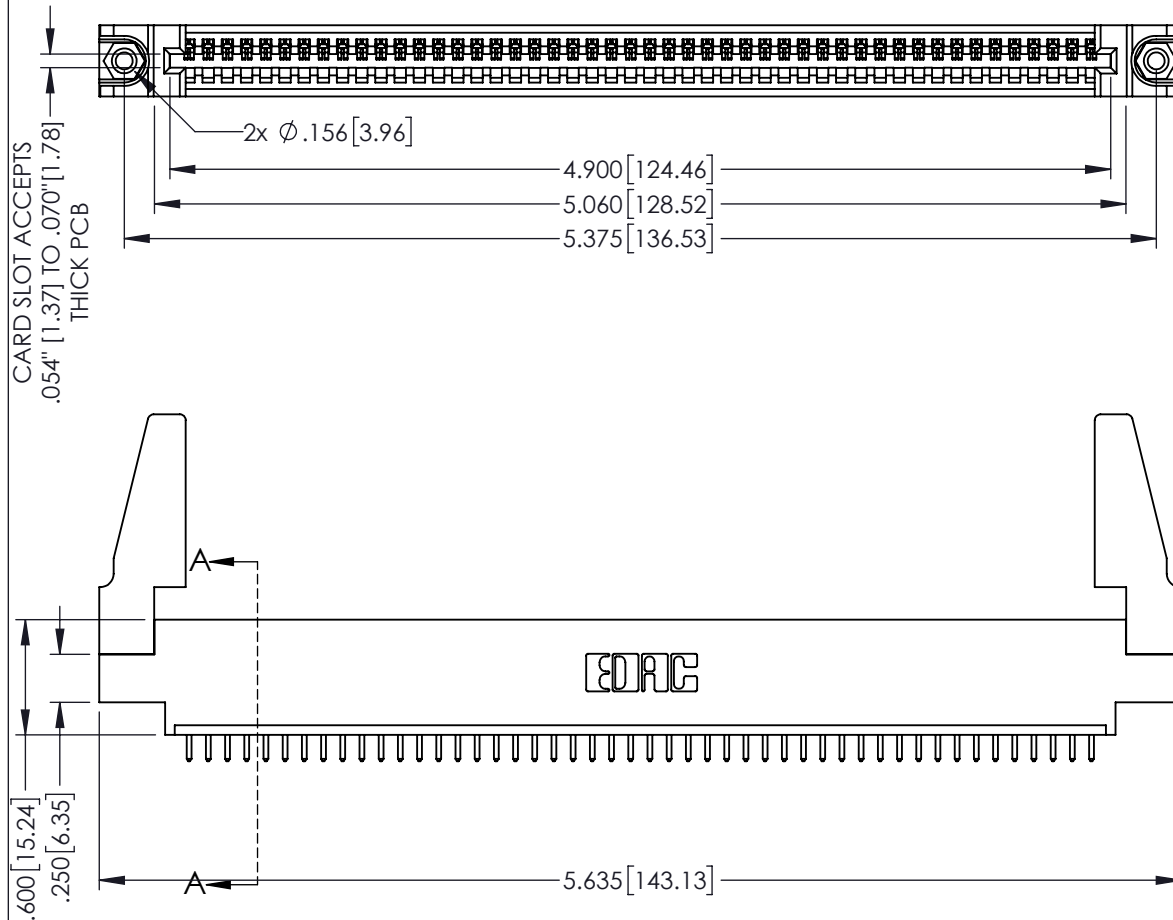 2x Ø.156[3.96]
4.900[124.46]
5.060[128.52]
5.375[136.53]
CARD SLOT ACCEPTS
.054" [1.37] TO .070"[1.78]
THICK PCB
A
EDAC
.600[15.24]
.250[6.35]
A
5.635[143.13]